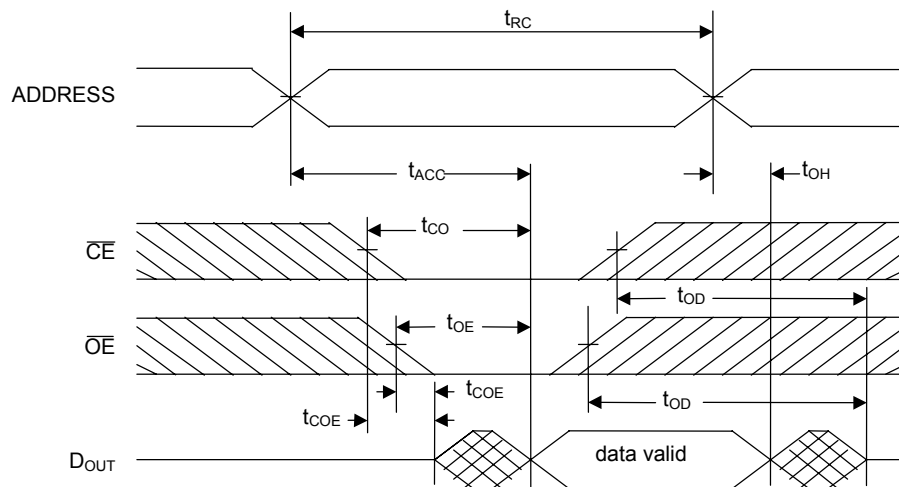 tRC
ADDRESS
tACC
tOH
tCO
CE
tOD
tOE
OE
tCOE
tOD
tCOE
data valid
DOUT